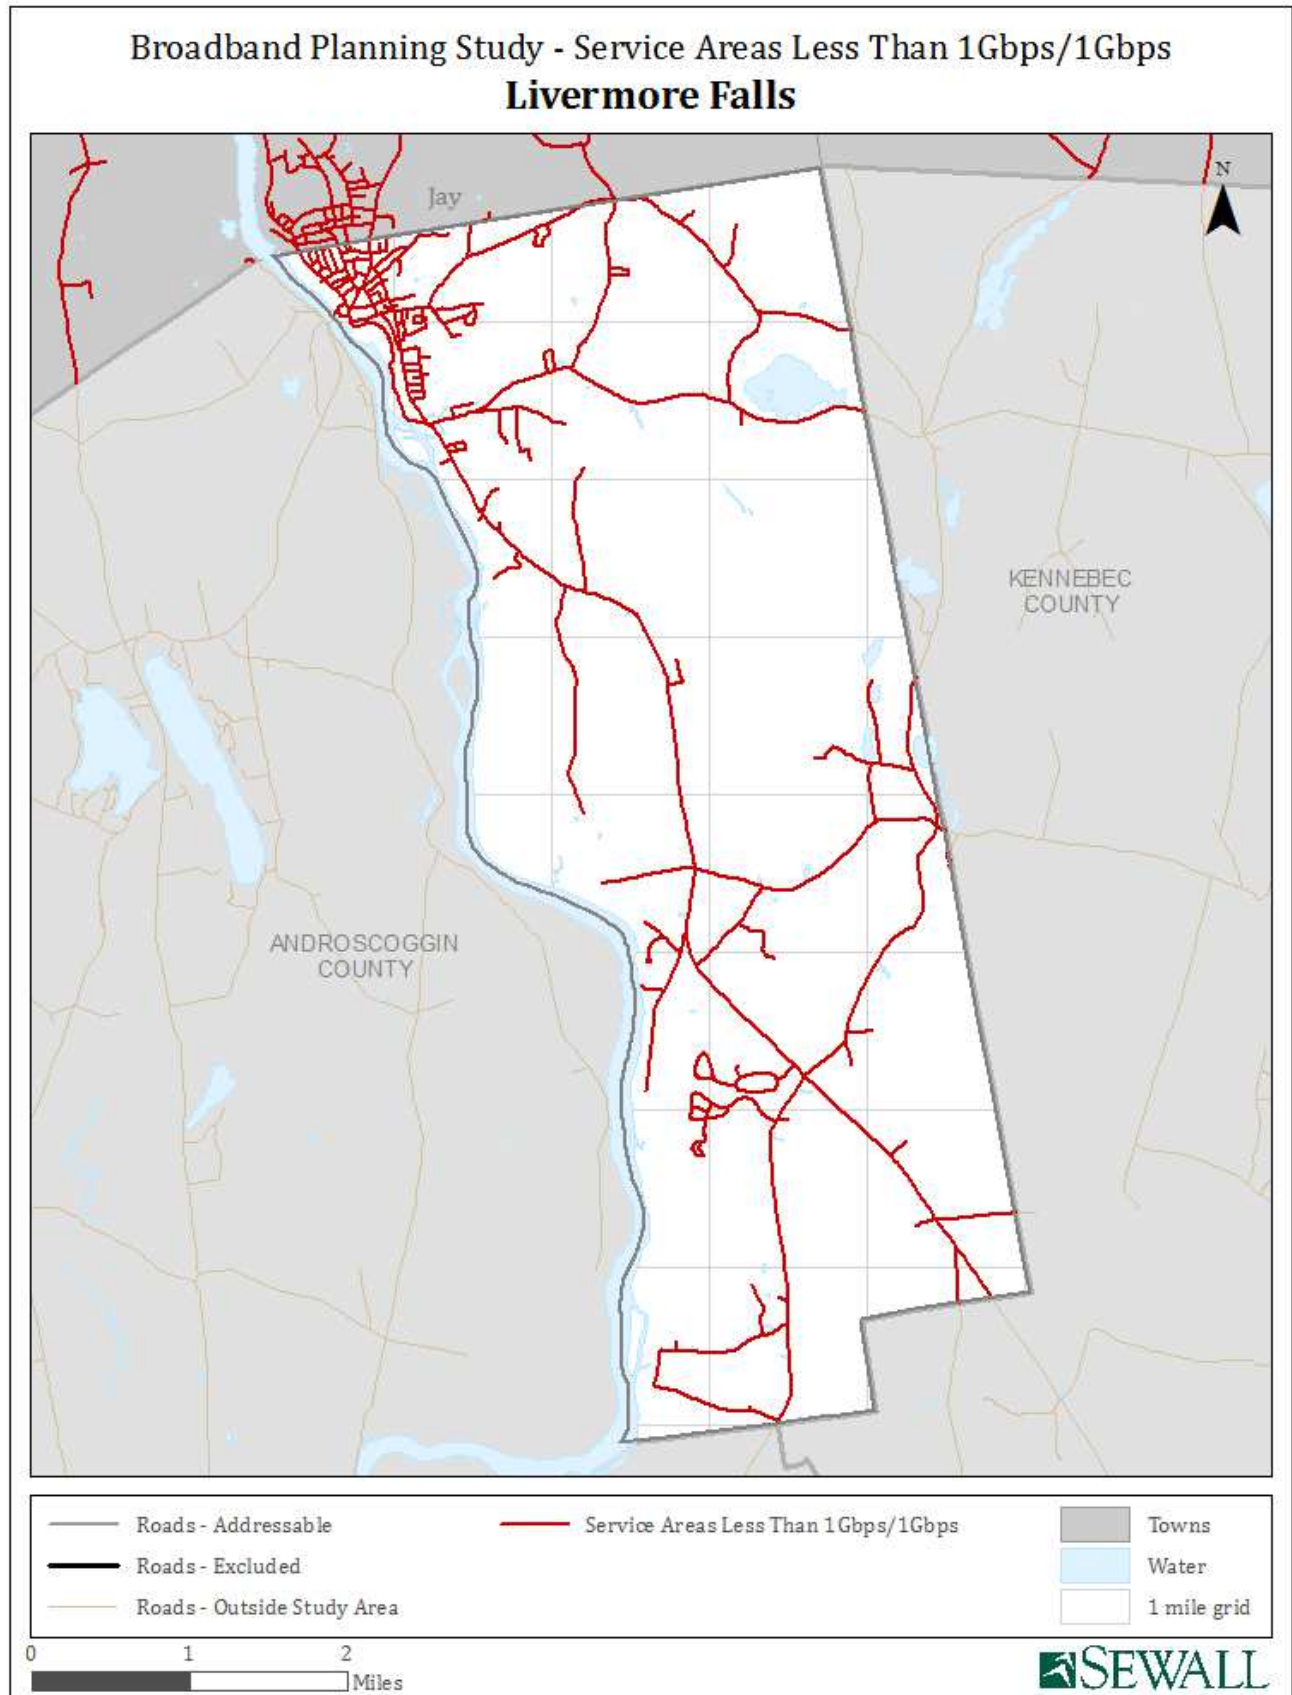 Broadband Planning Study - Service Areas Less Than 1Gbps/1Gbps
Livermore Falls
Jay
N
KENNEBEC
COUNTY
ANDROSCOGGIN
COUNTY
Roads - Addressable
Roads - Excluded
Roads - Outside Study Area
Service Areas Less Than 1Gbps/1Gbps
Towns
Water
1 mile grid
0 1 2
Miles
SEWALL